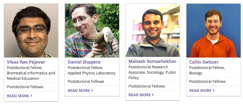 Vikas Rao Pejaver
Postdoctoral Fellow,
Biomedical Informatics and
Medical Education
Postdoctoral Fellows
READ MORE >
Daniel Shapero
Postdoctoral Fellow,
Applied Physics Laboratory
Postdoctoral Fellows
READ MORE >
Mahesh Somashekhar
Postdoctoral Research
Associate, Sociology; Public
Policy
Postdoctoral Fellows
READ MORE >
Catlin Switzer
Postdoctoral Fellow,
Biology
Postdoctoral Fellows
READ MORE >